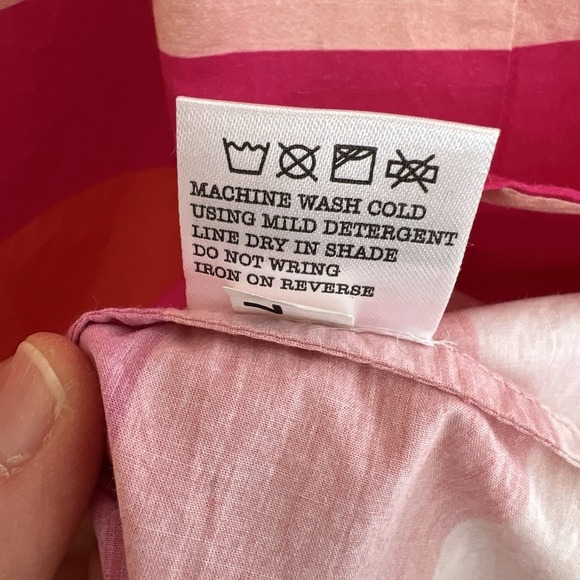 MACHINE WASH COLD
USING MILD DETERGENT
LINE DRY IN SHADE
DO NOT WRING
IRON ON REVERSE